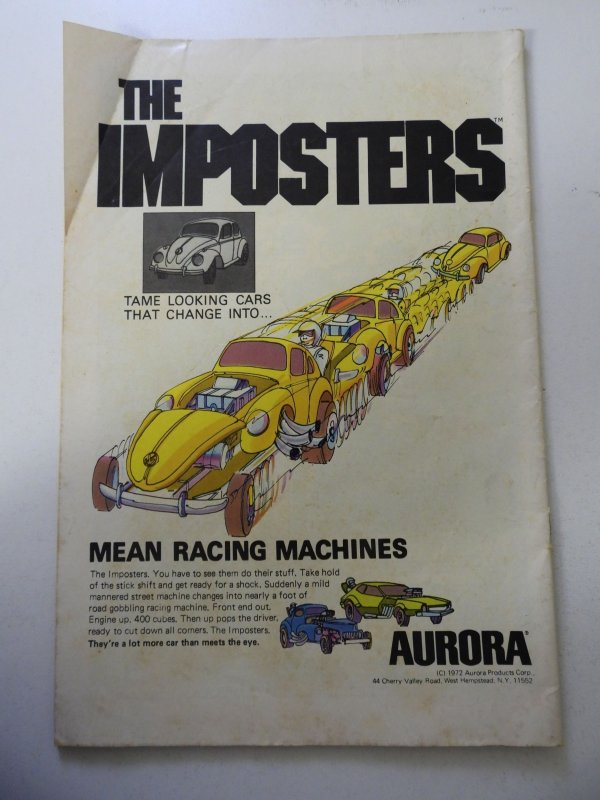 THE
IMPOSTERS™
TAME LOOKING CARS
THAT CHANGE INTO...
MEAN RACING MACHINES
The Imposters. You have to see them do their stuff. Take hold
of the stick shift and get ready for a shock. Suddenly a mild
mannered street machine changes into nearly a foot of
road gobbling racing machine. Front end out.
Engine up, 400 cubes. Then up pops the driver,
ready to cut down all corners. The Imposters.
They're a lot more car than meets the eye.
AURORA®
(C) 1972 Aurora Products Corp.,
44 Cherry Valley Road, West Hempstead, N.Y. 11552